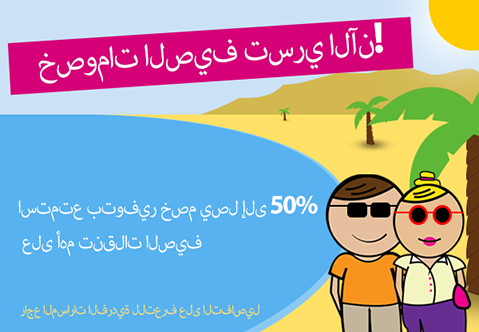 خصومات الصيف تسري الآن!
استمتع بتوفير خصم يصل إلى 50%
على أهم تنقلات الصيف
راجع المسارات الفردية للتعرف على التفاصيل